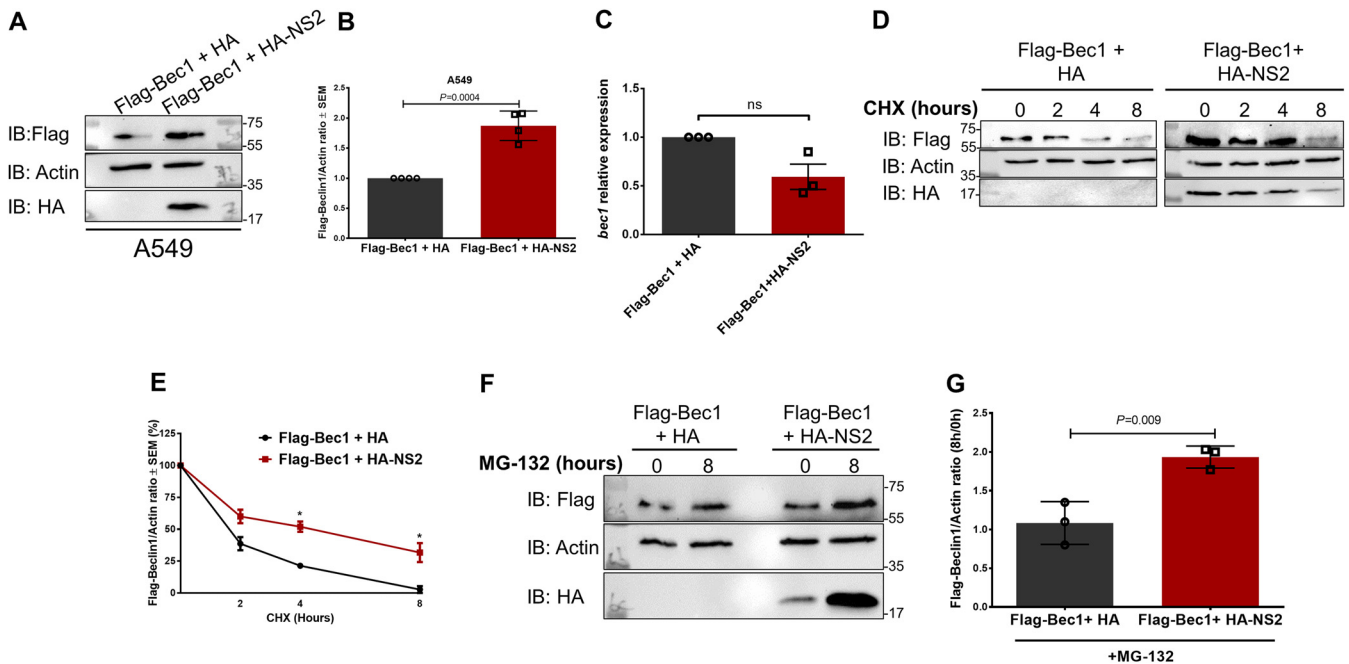 A
Flag-Bec1 + HA
Flag-Bec1 + HA-NS2
IB:Flag
75
55
IB: Actin
35
IB: HA
17
A549
B
A549
P=0.0004
Flag-Beclin1/Actin ratio ± SEM
2.0
1.5
1.0
0.5
0.0
Flag-Bec1 + HA
Flag-Bec1 + HA-NS2
C
ns
bec1 relative expression
1.5
1.0
0.5
0.0
Flag-Bec1 + HA
Flag-Bec1+HA-NS2
D
Flag-Bec1 +
HA
Flag-Bec1+
HA-NS2
CHX (hours)
0 2 4 8
0 2 4 8
IB: Flag
75
55
IB: Actin
35
IB: HA
17
E
Flag-Beclin1/Actin ratio ± SEM (%)
125
100
75
50
25
0
Flag-Bec1 + HA
Flag-Bec1 + HA-NS2
*
*
2 4 8
CHX (Hours)
F
Flag-Bec1
+ HA
Flag-Bec1
+ HA-NS2
MG-132 (hours)
0 8
0 8
IB: Flag
75
55
IB: Actin
35
IB: HA
17
G
P=0.009
Flag-Beclin1/Actin ratio (8h/0h)
2.5
2.0
1.5
1.0
0.5
0.0
Flag-Bec1+ HA
Flag-Bec1+ HA-NS2
+MG-132